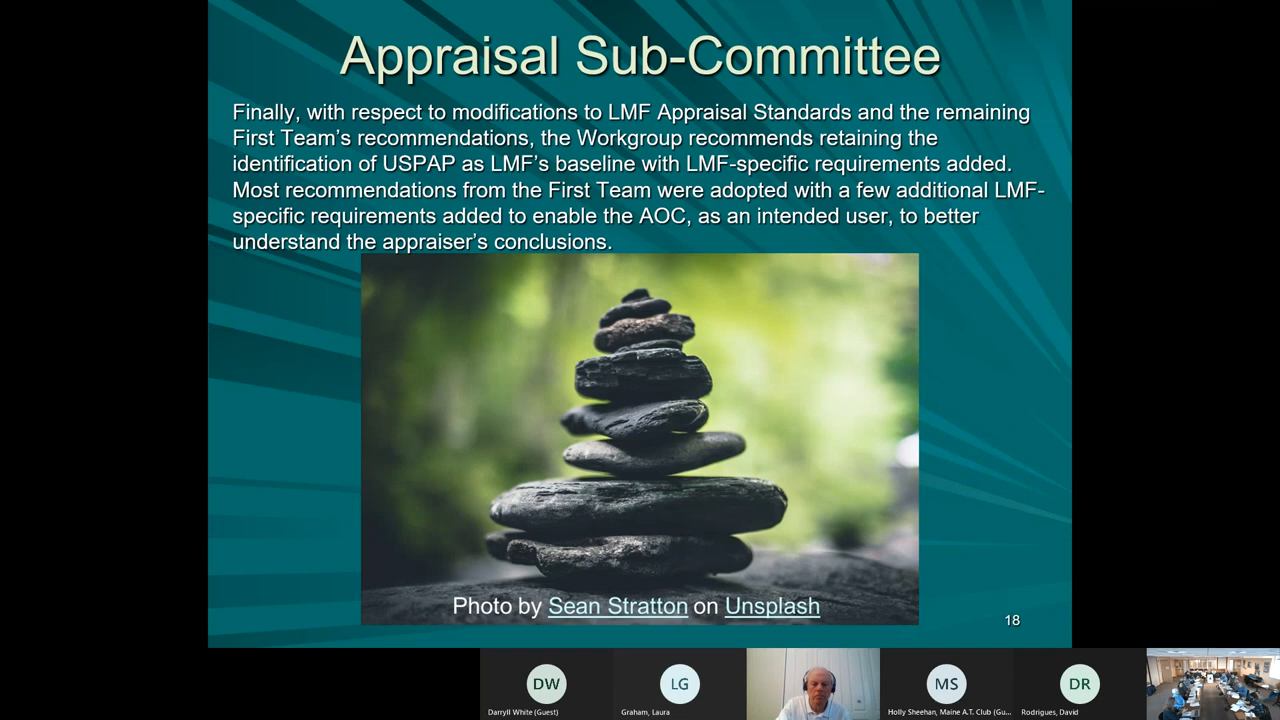 Appraisal Sub-Committee
Finally, with respect to modifications to LMF Appraisal Standards and the remaining
First Team’s recommendations, the Workgroup recommends retaining the
identification of USPAP as LMF’s baseline with LMF-specific requirements added.
Most recommendations from the First Team were adopted with a few additional LMF-
specific requirements added to enable the AOC, as an intended user, to better
understand the appraiser’s conclusions.
Photo by Sean Stratton on Unsplash
18
DW
LG
MS
DR
Darryll White (Guest)
Graham, Laura
Holly Sheehan, Maine A.T. Club (Gu...
Rodrigues, David